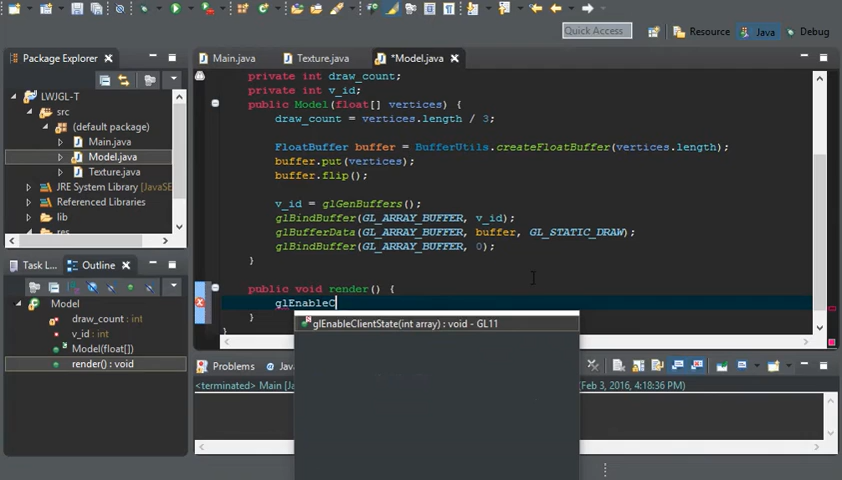 Quick Access
Resource
Java
Debug
Package Explorer
Main.java
Texture.java
*Model.java
LWJGL-T
src
(default package)
Main.java
Model.java
Texture.java
JRE System Library [JavaSE
Referenced Libraries
lib
res
private int draw_count;
private int v_id;
public Model(float[] vertices) {
draw_count = vertices.length / 3;
FloatBuffer buffer = BufferUtils.createFloatBuffer(vertices.length);
buffer.put(vertices);
buffer.flip();
v_id = glGenBuffers();
glBindBuffer(GL_ARRAY_BUFFER, v_id);
glBufferData(GL_ARRAY_BUFFER, buffer, GL_STATIC_DRAW);
glBindBuffer(GL_ARRAY_BUFFER, 0);
}
public void render() {
glEnableC
}
}
glEnableClientState(int array) : void - GL11
Task L
Outline
Model
draw_count : int
v_id : int
Model(float[])
render() : void
Problems
<terminated> Main [Ja
(Feb 3, 2016, 4:18:36 PM)